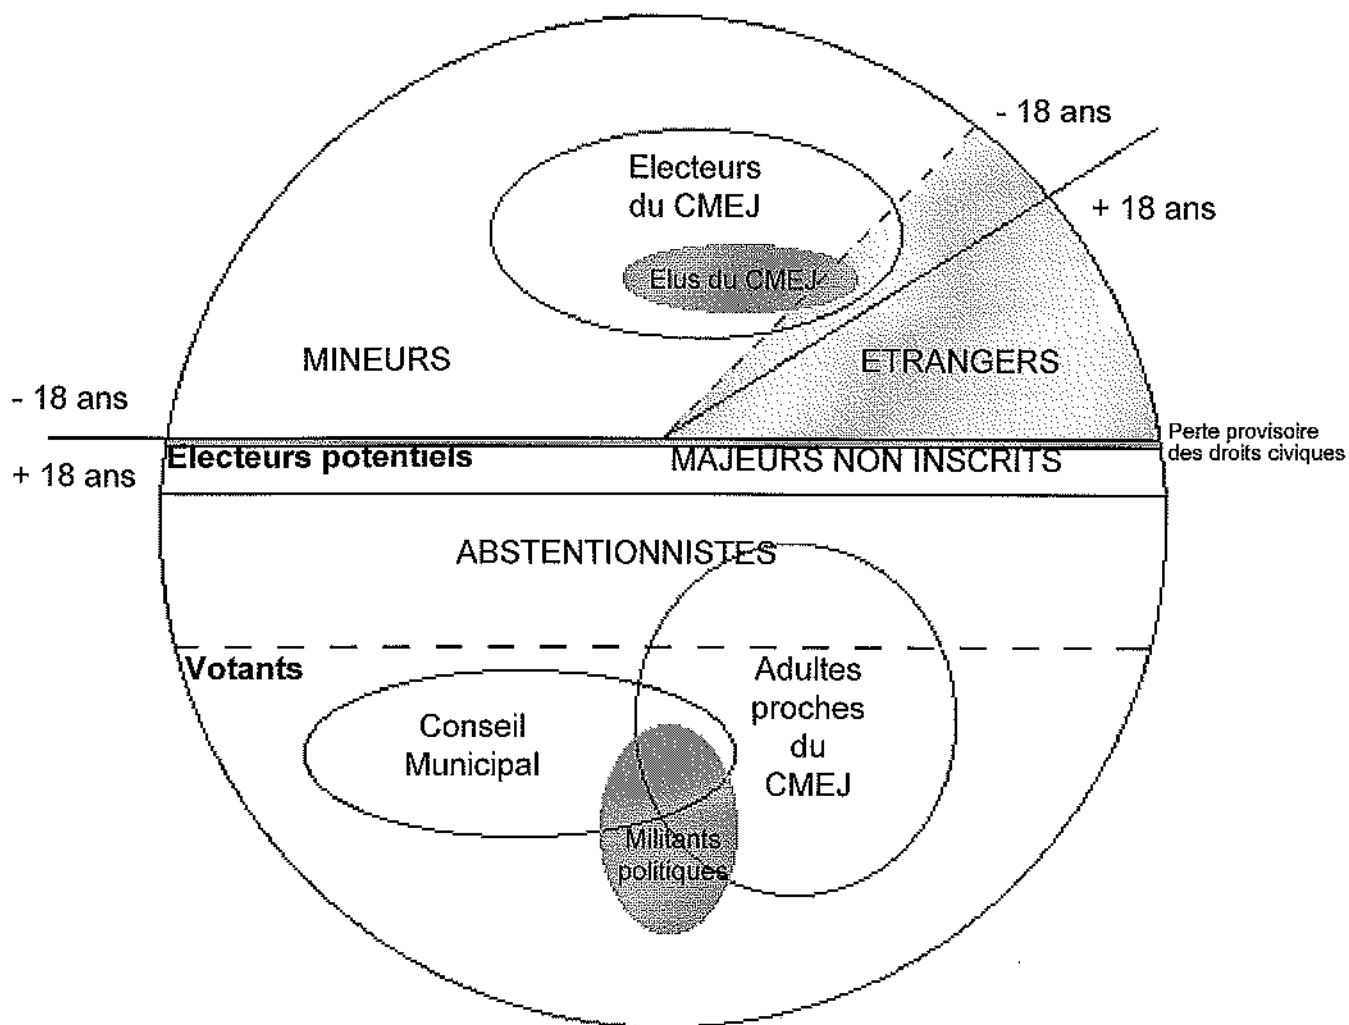 - 18 ans
+ 18 ans
Electeurs
du CMEJ
Elus du CMEJ
MINEURS
ETRANGERS
- 18 ans
+ 18 ans
Perte provisoire
des droits civiques
Electeurs potentiels
MAJEURS NON INSCRITS
ABSTENTIONNISTES
Votants
Conseil
Municipal
Adultes
proches
du
CMEJ
Militants
politiques